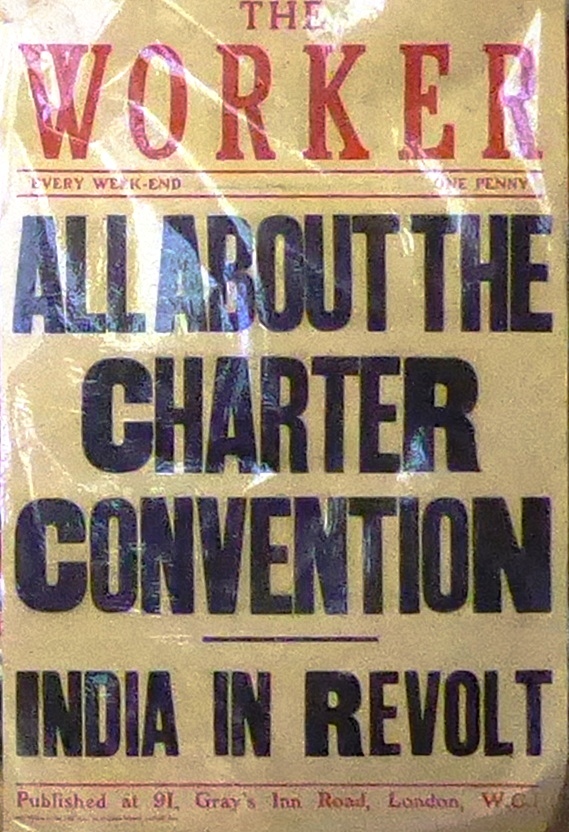 THE
WORKER
EVERY WEEK-END ONE PENNY
ALL ABOUT THE
CHARTER
CONVENTION
INDIA IN REVOLT
Published at 91, Gray's Inn Road, London, W.C.1